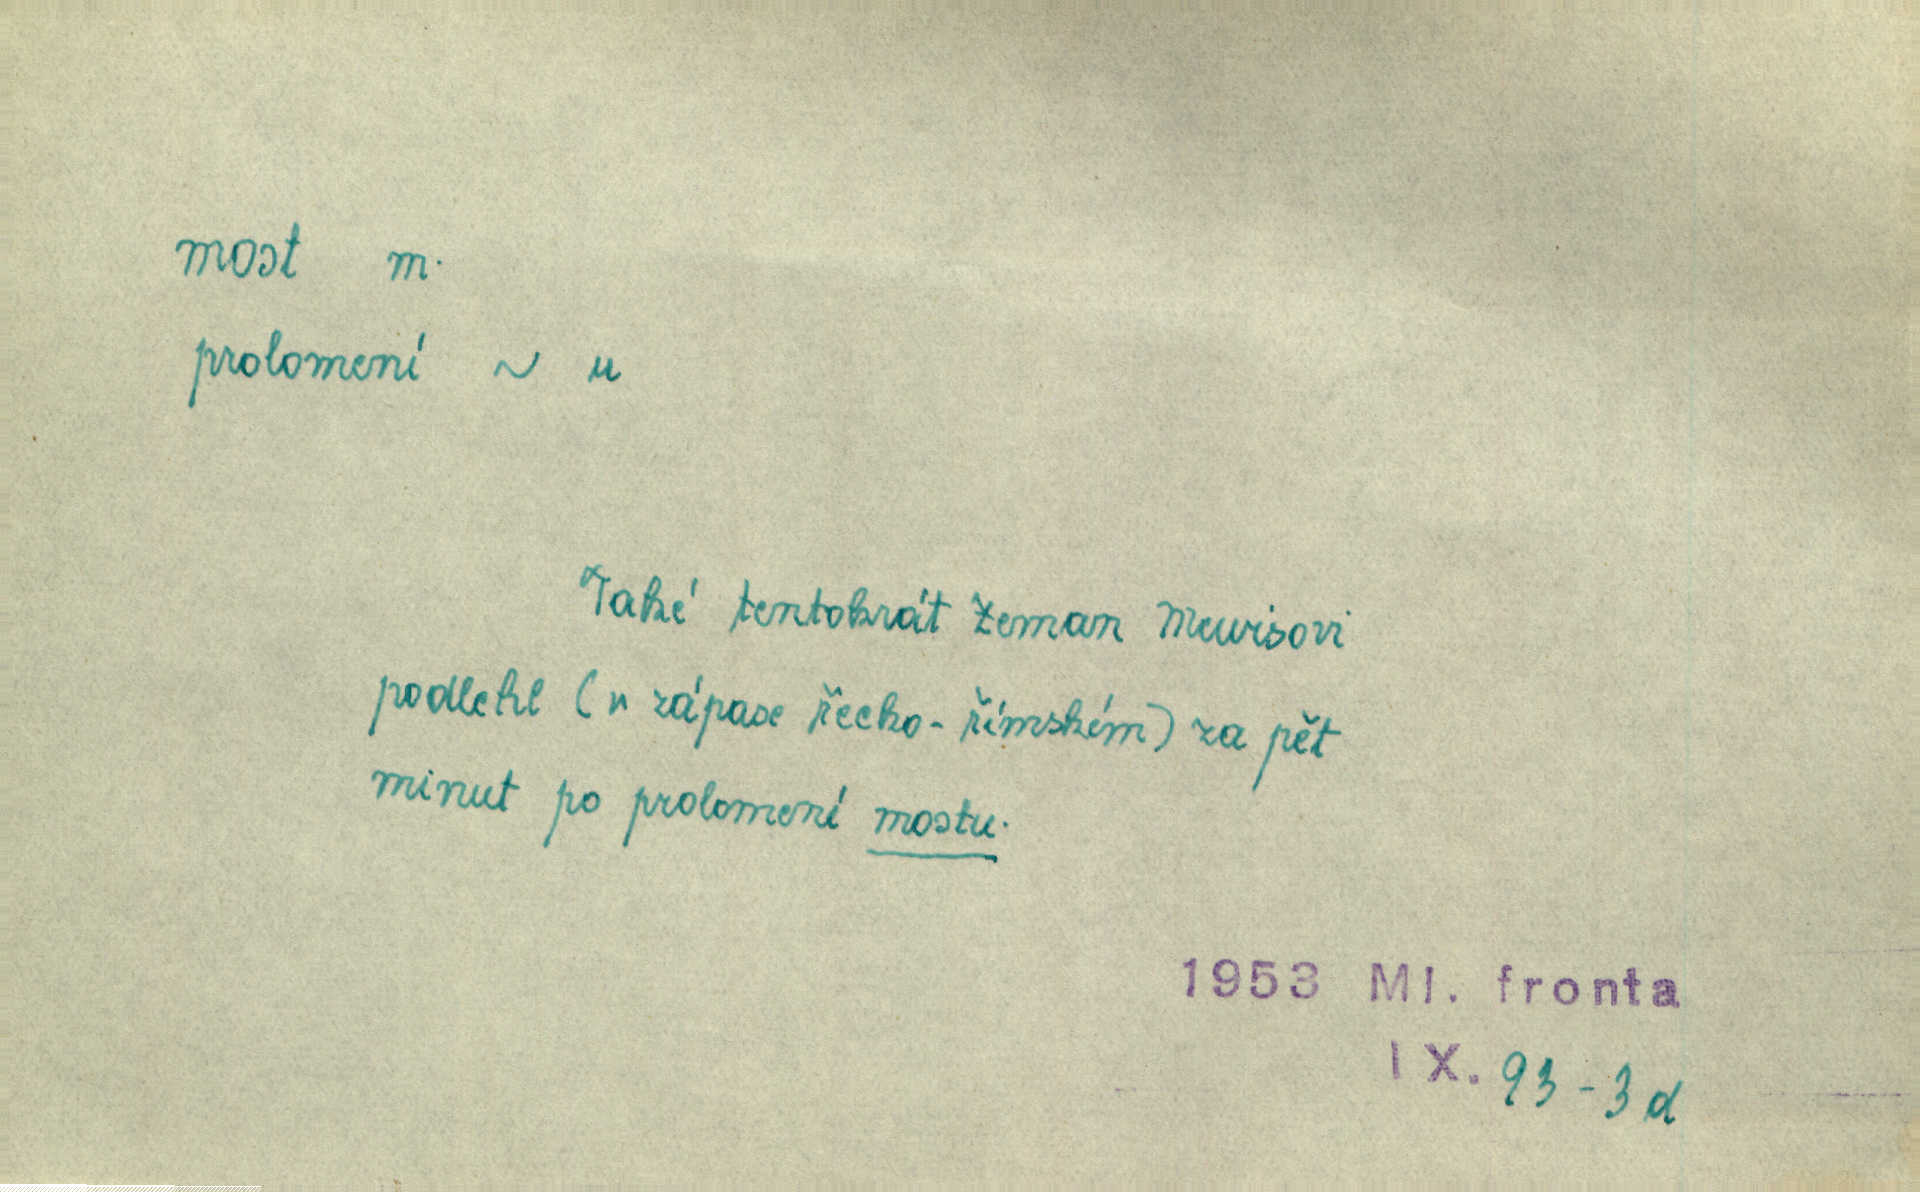 most m.
prolomení ~ u
Také tentokrát Zeman Meurisovi
podlehl (v zápase řecko-římském) za pět
minut po prolomení mostu.
1953 Ml. fronta
IX. 93-3d